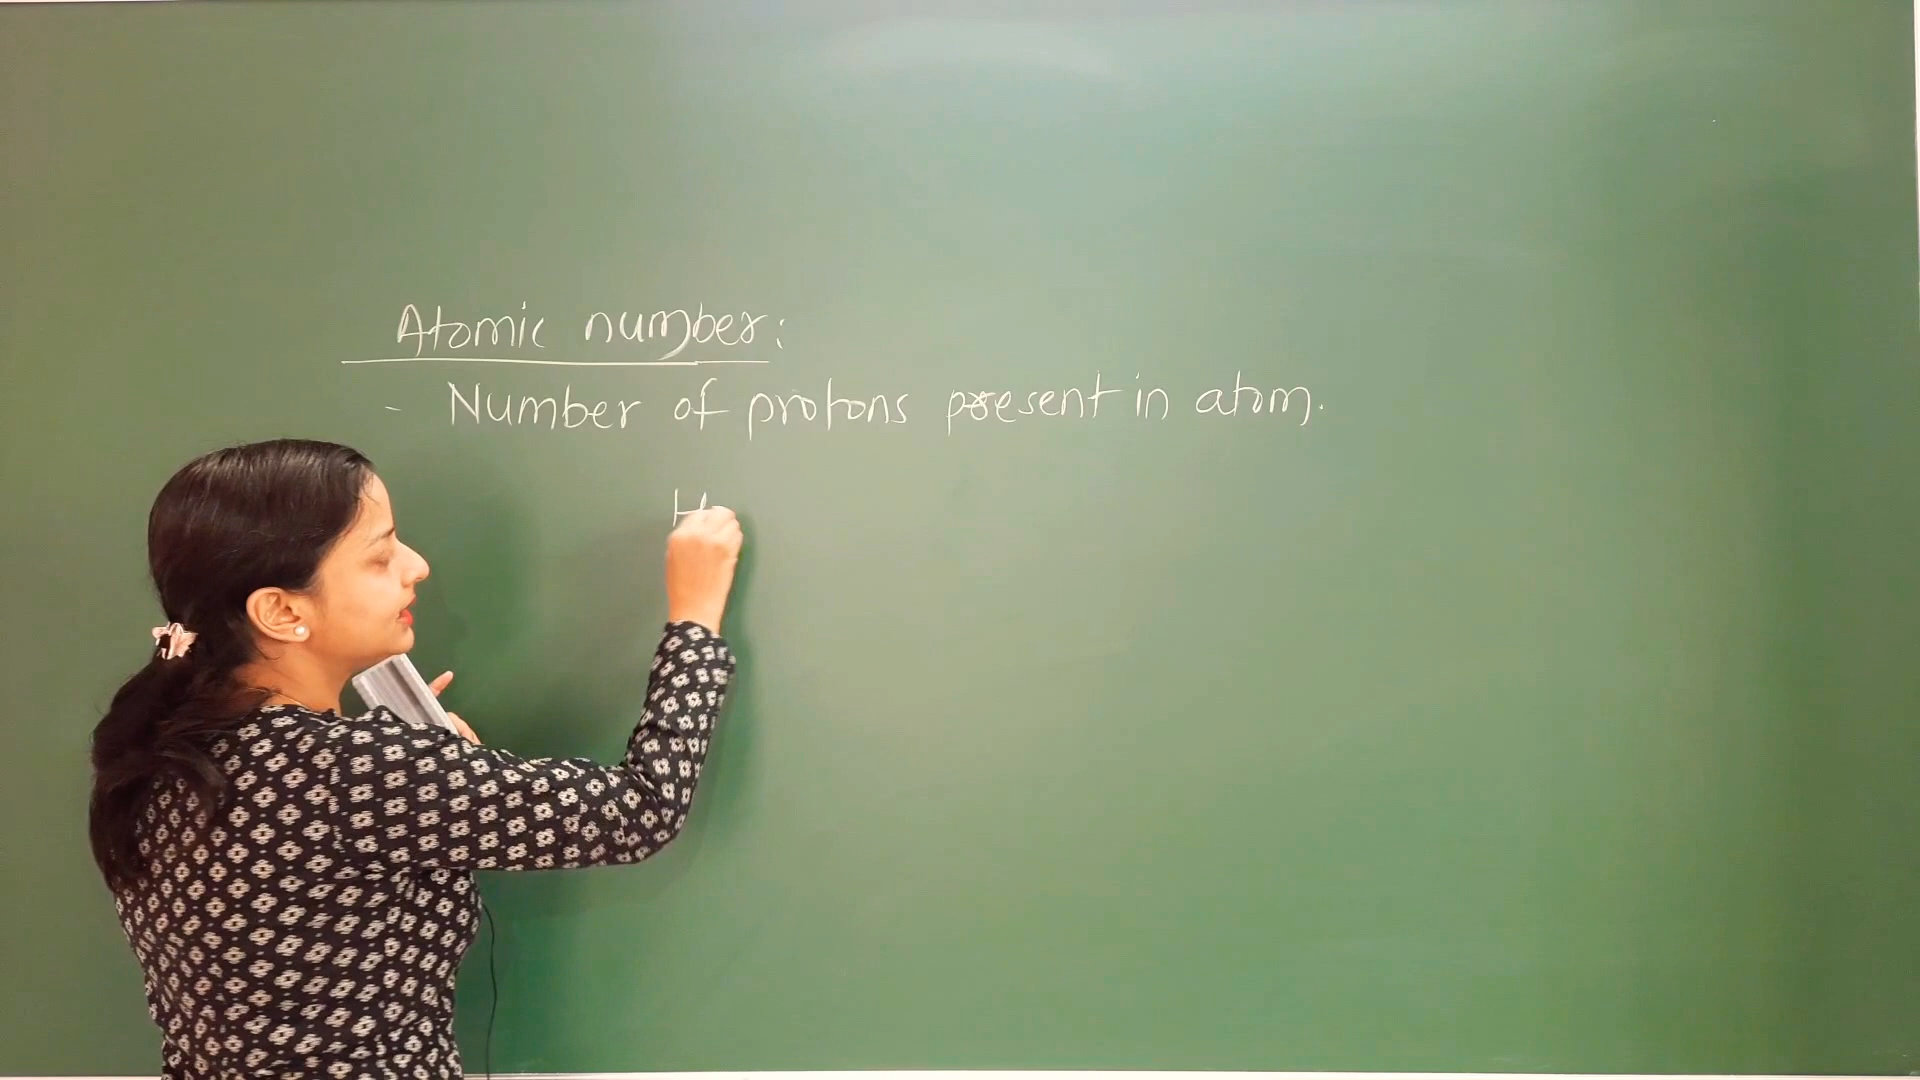 Atomic number:
- Number of protons present in atom.
H